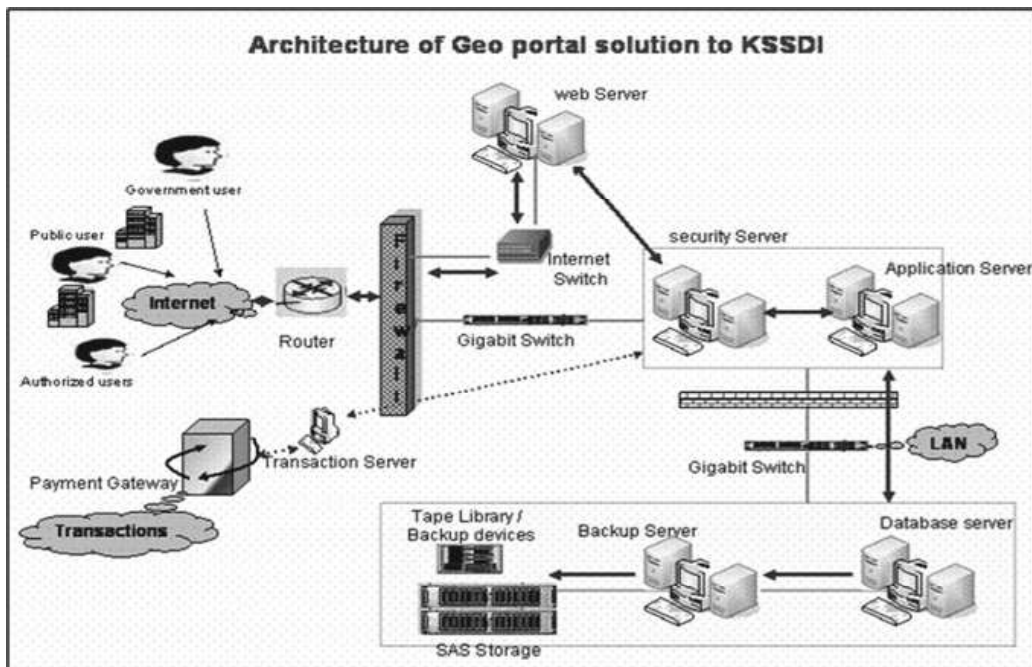 Architecture of Geo portal solution to KSSDI
web Server
Government user
Public user
security Server
Internet
Switch
Application Server
Internet
Firewall
Router
Gigabit Switch
Authorized users
Transaction Server
Payment Gateway
Transactions
LAN
Gigabit Switch
Tape Library /
Backup devices
Backup Server
Database server
SAS Storage